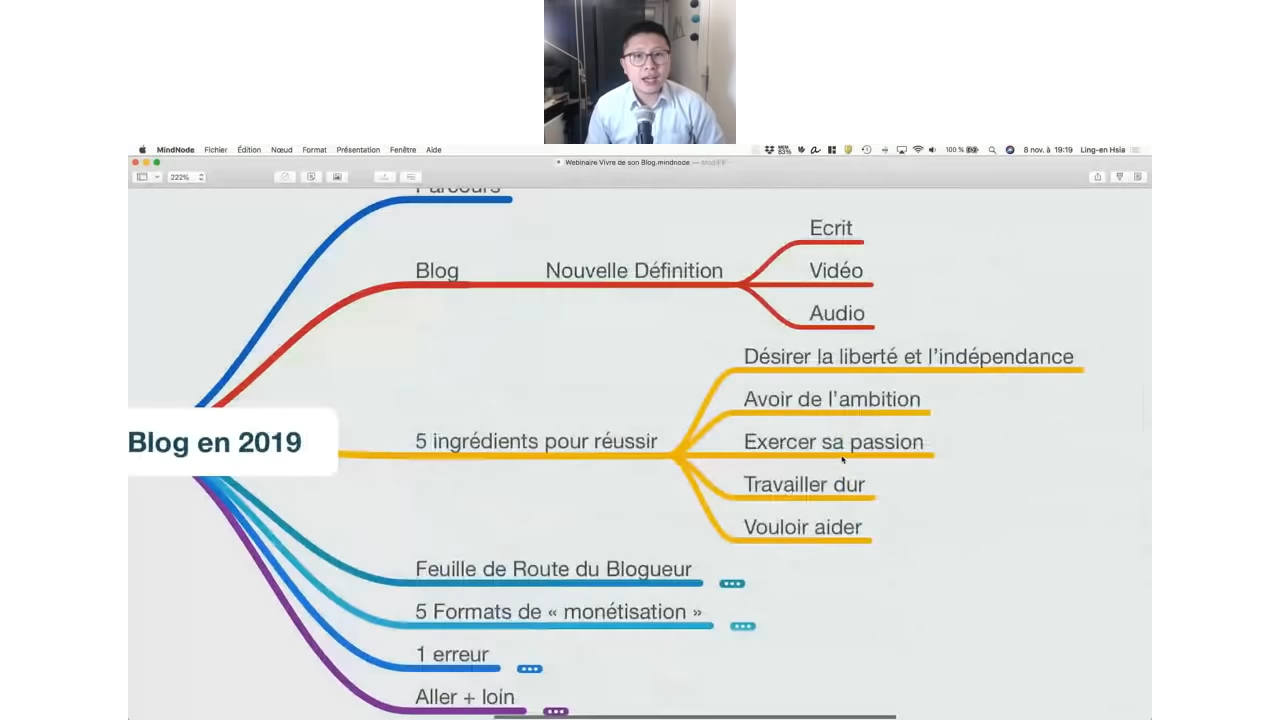 MindNode Fichier Édition Nœud Format Présentation Fenêtre Aide
100 % 8 nov. à 19:19 Ling-en Hsia
Webinaire Vivre de son Blog.mindnode — Modifié
222%
Parcours
Blog
Nouvelle Définition
Ecrit
Vidéo
Audio
Blog en 2019
5 ingrédients pour réussir
Désirer la liberté et l'indépendance
Avoir de l'ambition
Exercer sa passion
Travailler dur
Vouloir aider
Feuille de Route du Blogueur
5 Formats de « monétisation »
1 erreur
Aller + loin